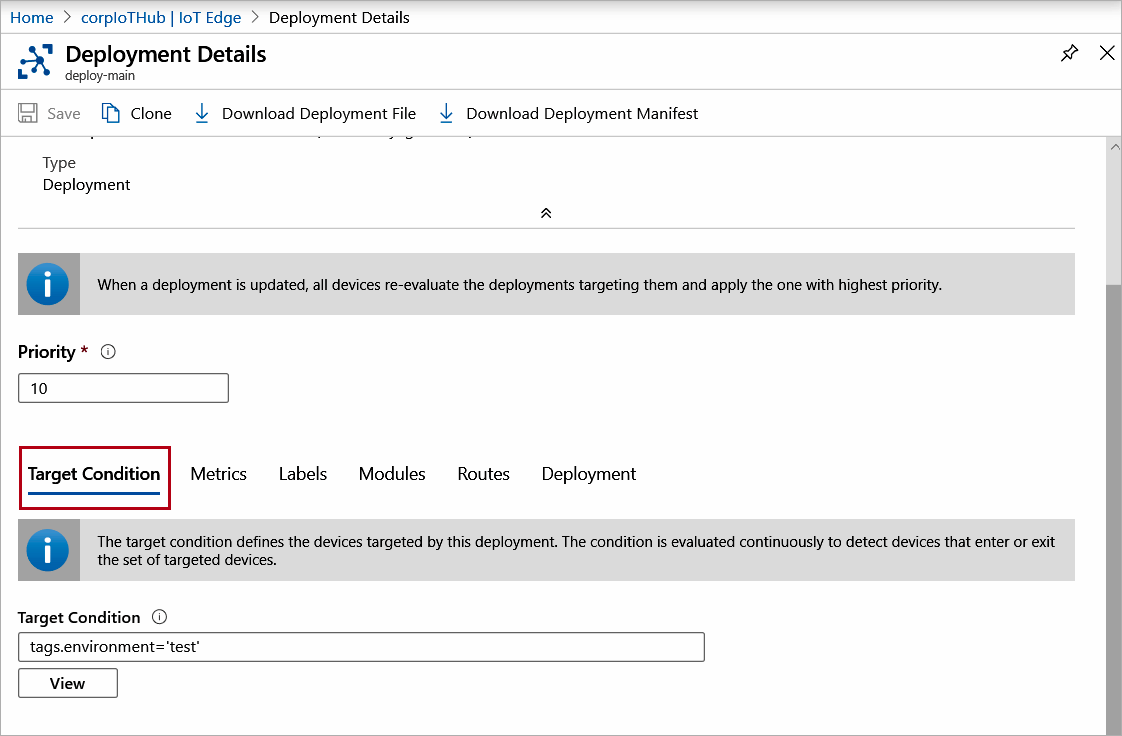 Home > corpIoTHub | IoT Edge > Deployment Details
Deployment Details
deploy-main
Save Clone Download Deployment File Download Deployment Manifest
Type
Deployment
When a deployment is updated, all devices re-evaluate the deployments targeting them and apply the one with highest priority.
Priority *
10
Target Condition Metrics Labels Modules Routes Deployment
The target condition defines the devices targeted by this deployment. The condition is evaluated continuously to detect devices that enter or exit
the set of targeted devices.
Target Condition
tags.environment='test'
View